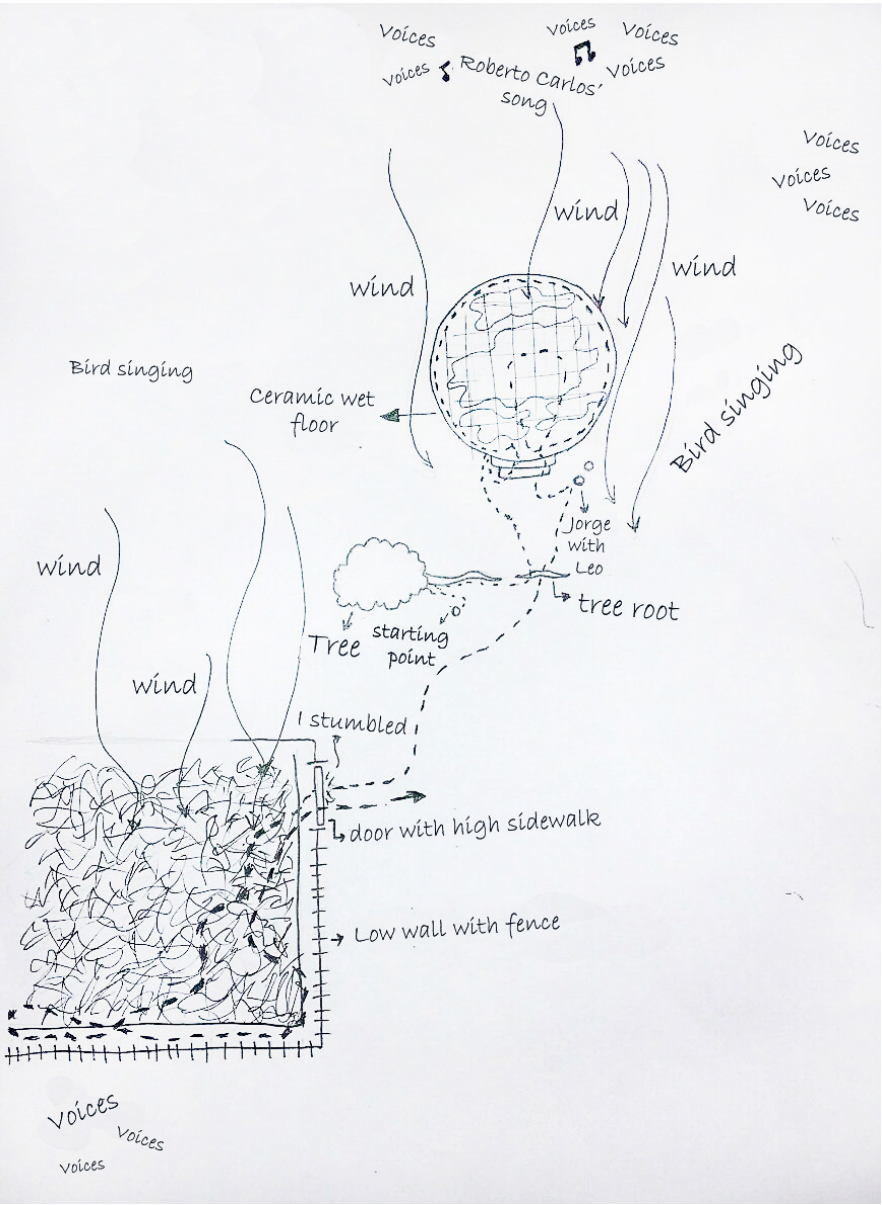 Voices
Voices
Voices
Voices
Roberto Carlos'
song
Voices
Voices
Voices
Voices
wind
wind
wind
Bird singing
Ceramic wet
floor
Bird singing
Jorge
with
Leo
wind
tree root
Tree
starting
point
wind
I stumbled
door with high sidewalk
Low wall with fence
Voices
Voices
Voices